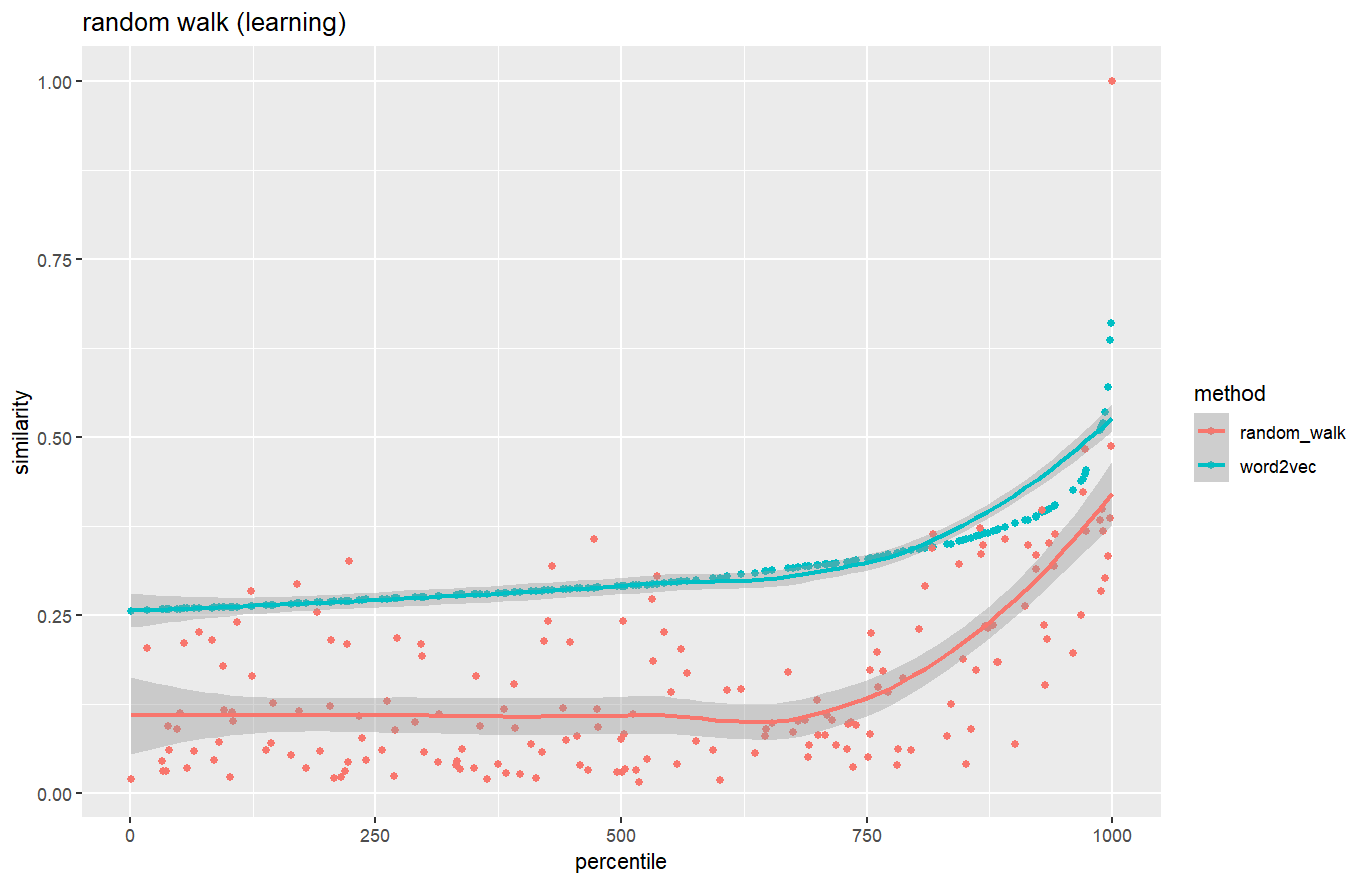 random walk (learning)
1.00
0.75
0.50
0.25
0.00
similarity
0 250 500 750 1000
percentile
method
random_walk
word2vec